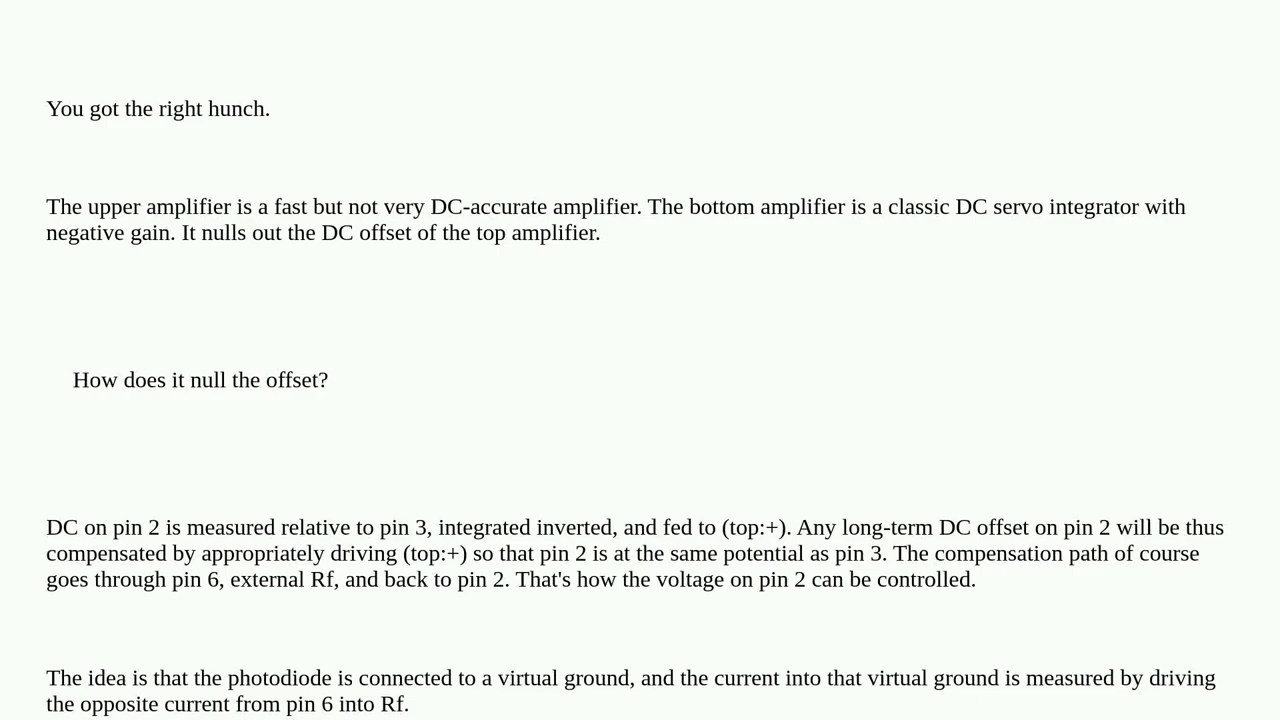 You got the right hunch.
The upper amplifier is a fast but not very DC-accurate amplifier. The bottom amplifier is a classic DC servo integrator with
negative gain. It nulls out the DC offset of the top amplifier.
How does it null the offset?
DC on pin 2 is measured relative to pin 3, integrated inverted, and fed to (top:+). Any long-term DC offset on pin 2 will be thus
compensated by appropriately driving (top:+) so that pin 2 is at the same potential as pin 3. The compensation path of course
goes through pin 6, external Rf, and back to pin 2. That's how the voltage on pin 2 can be controlled.
The idea is that the photodiode is connected to a virtual ground, and the current into that virtual ground is measured by driving
the opposite current from pin 6 into Rf.